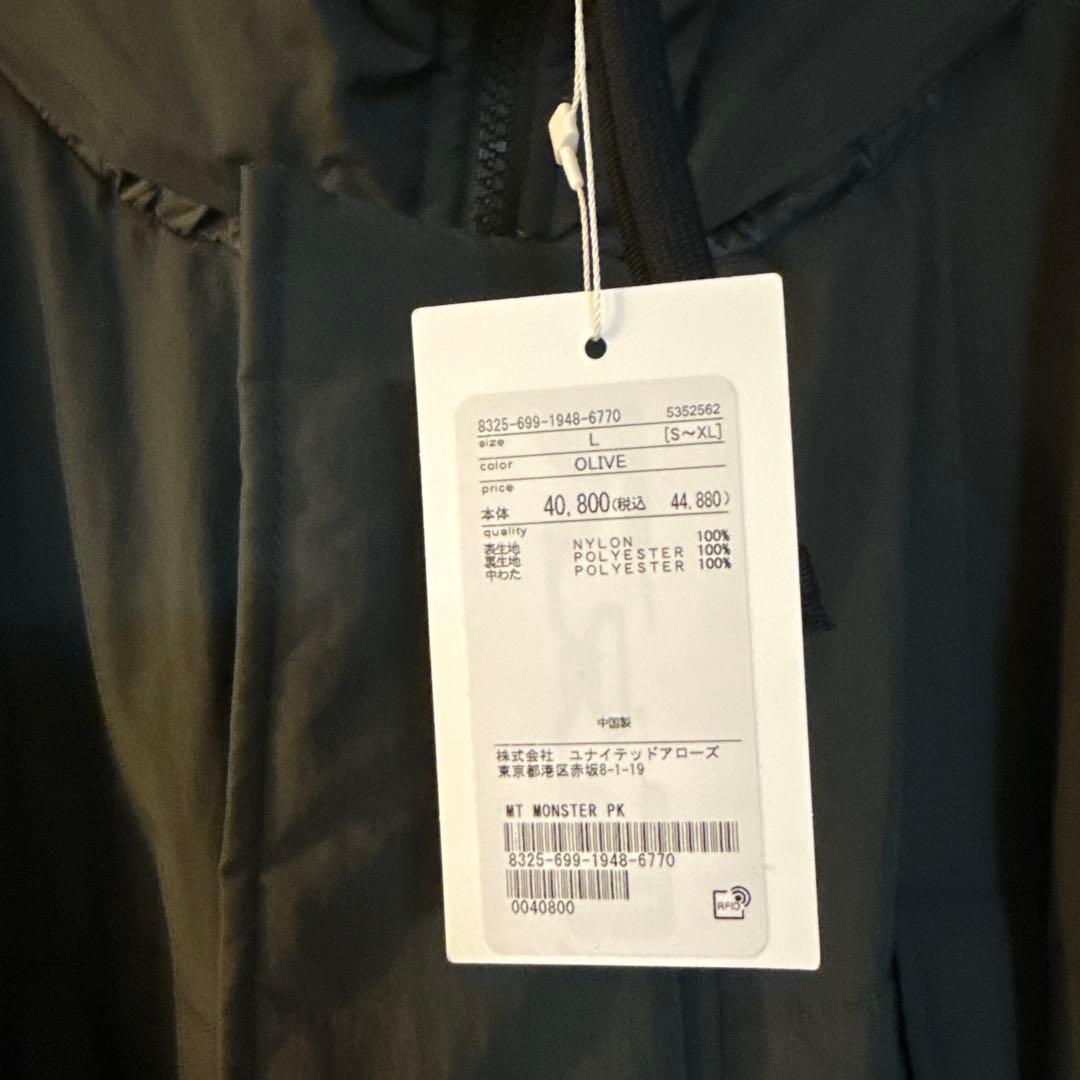 8325-699-1948-6770 5352562
size L [S～XL]
color OLIVE
price
本体 40,800(税込 44,880)
quality
表生地 NYLON 100%
裏生地 POLYESTER 100%
中わた POLYESTER 100%
中国製
株式会社 ユナイテッドアローズ
東京都港区赤坂8-1-19
MT MONSTER PK
8325-699-1948-6770
0040800
RFID